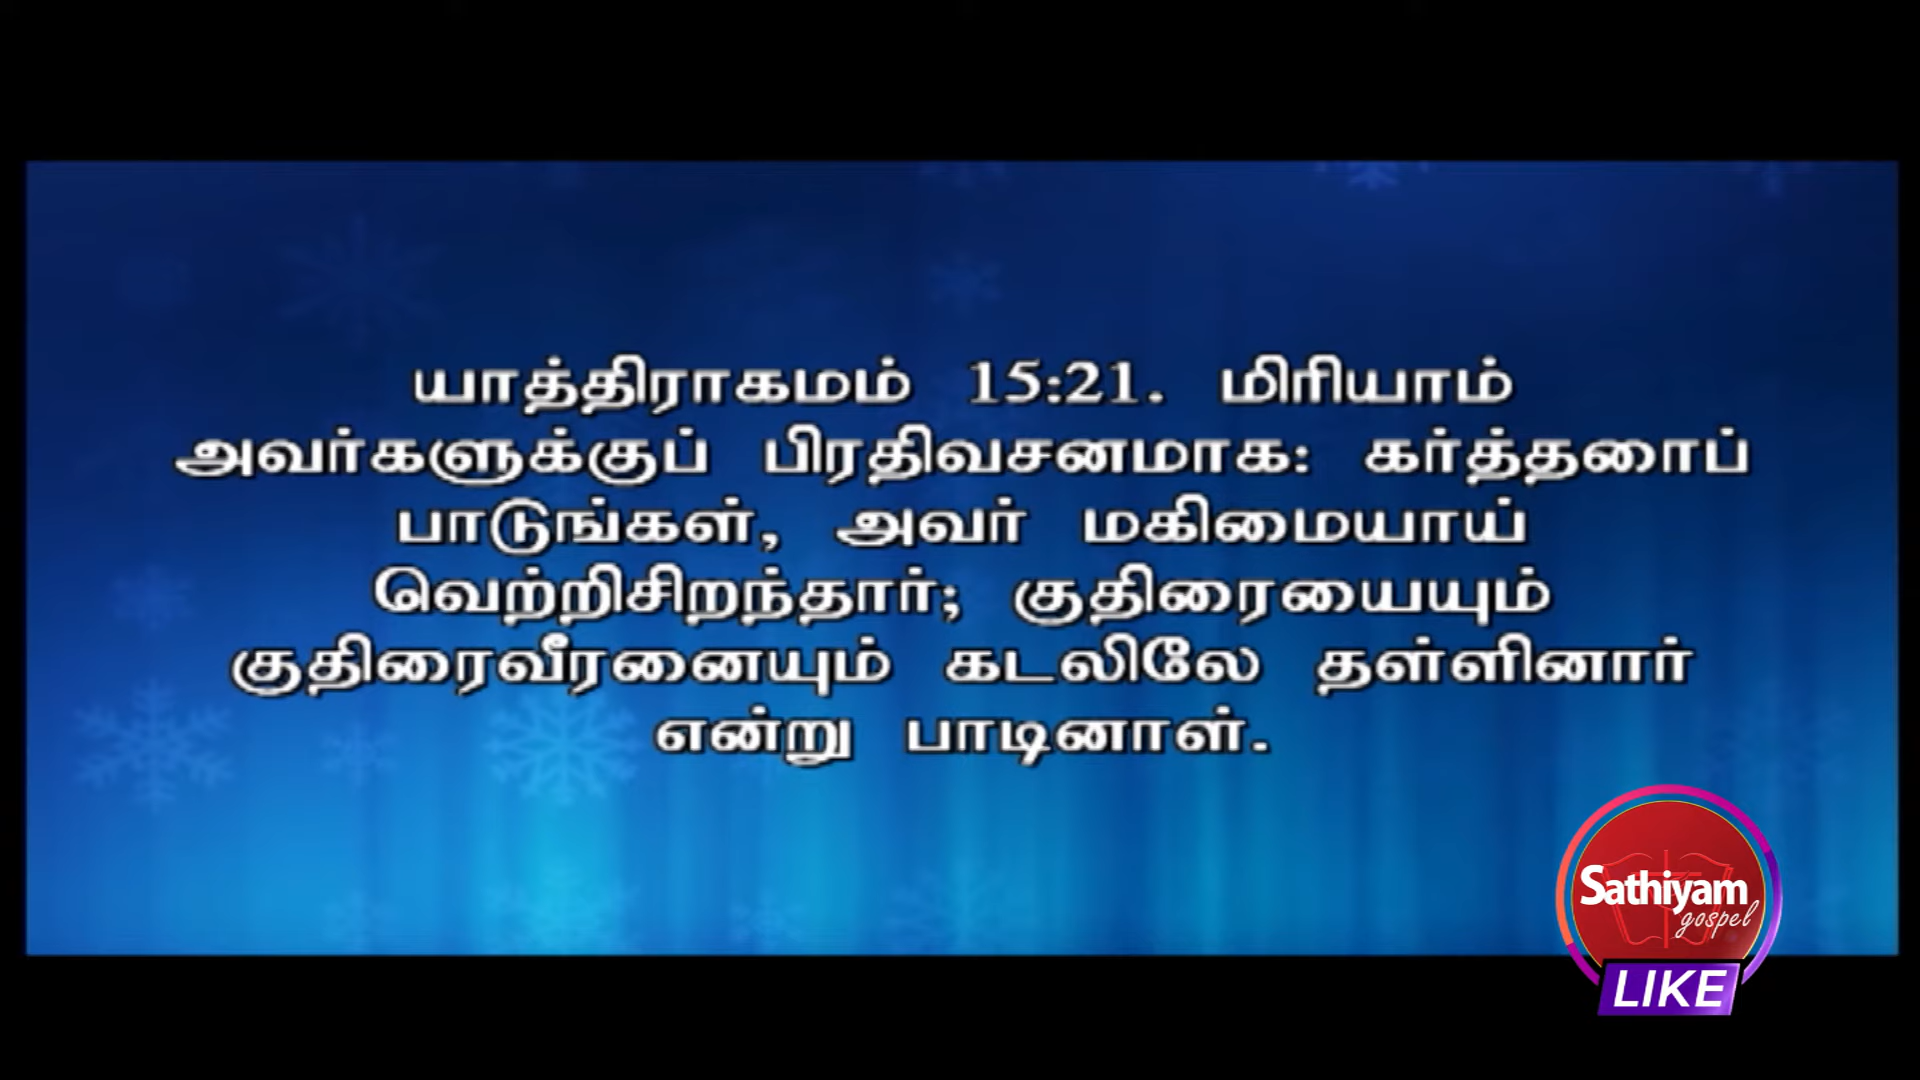 யாத்திராகமம் 15:21. மிரியாம்
அவர்களுக்குப் பிரதிவசனமாக: கர்த்தரைப்
பாடுங்கள், அவர் மகிமையாய்
வெற்றிசிறந்தார்; குதிரையையும்
குதிரைவீரனையும் கடலிலே தள்ளினார்
என்று பாடினாள்.
Sathiyam
gospel
LIKE